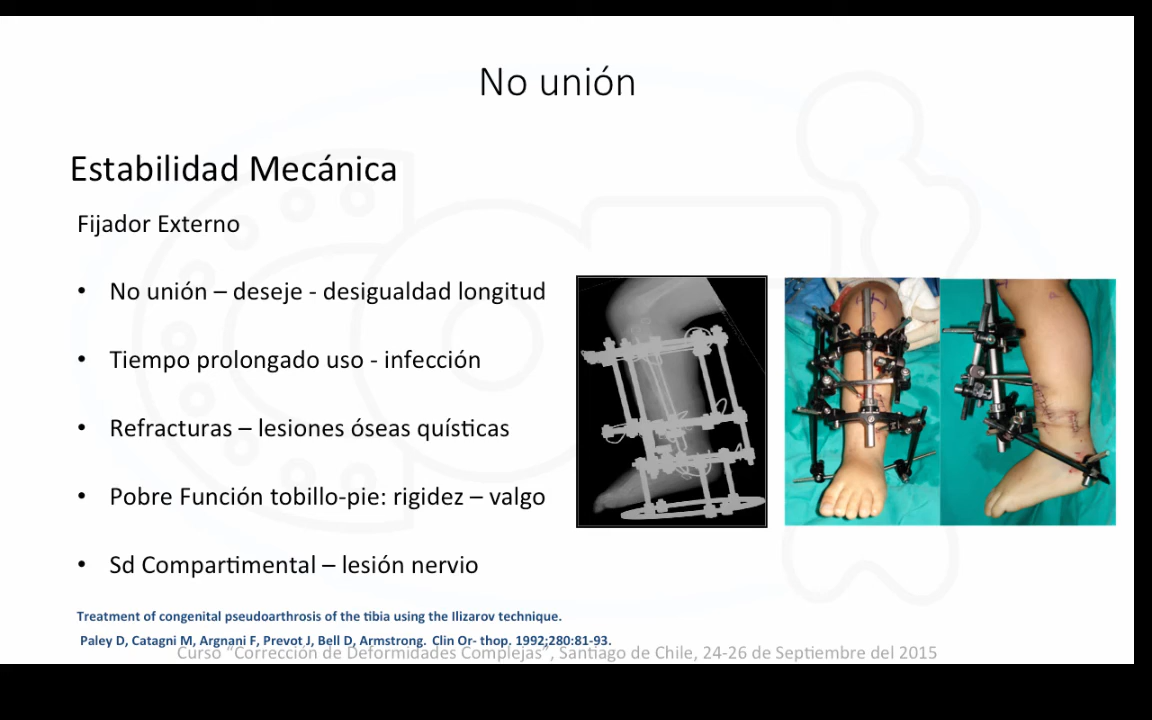 No unión
Estabilidad Mecánica
Fijador Externo
• No unión – deseje - desigualdad longitud
• Tiempo prolongado uso - infección
• Refracturas – lesiones óseas quísticas
• Pobre Función tobillo-pie: rigidez – valgo
• Sd Compartimental – lesión nervio
Treatment of congenital pseudoarthrosis of the tibia using the Ilizarov technique.
Paley D, Catagni M, Argnani F, Prevot J, Bell D, Armstrong. Clin Or- thop. 1992;280:81-93.
Curso “Corrección de Deformidades Complejas”, Santiago de Chile, 24-26 de Septiembre del 2015